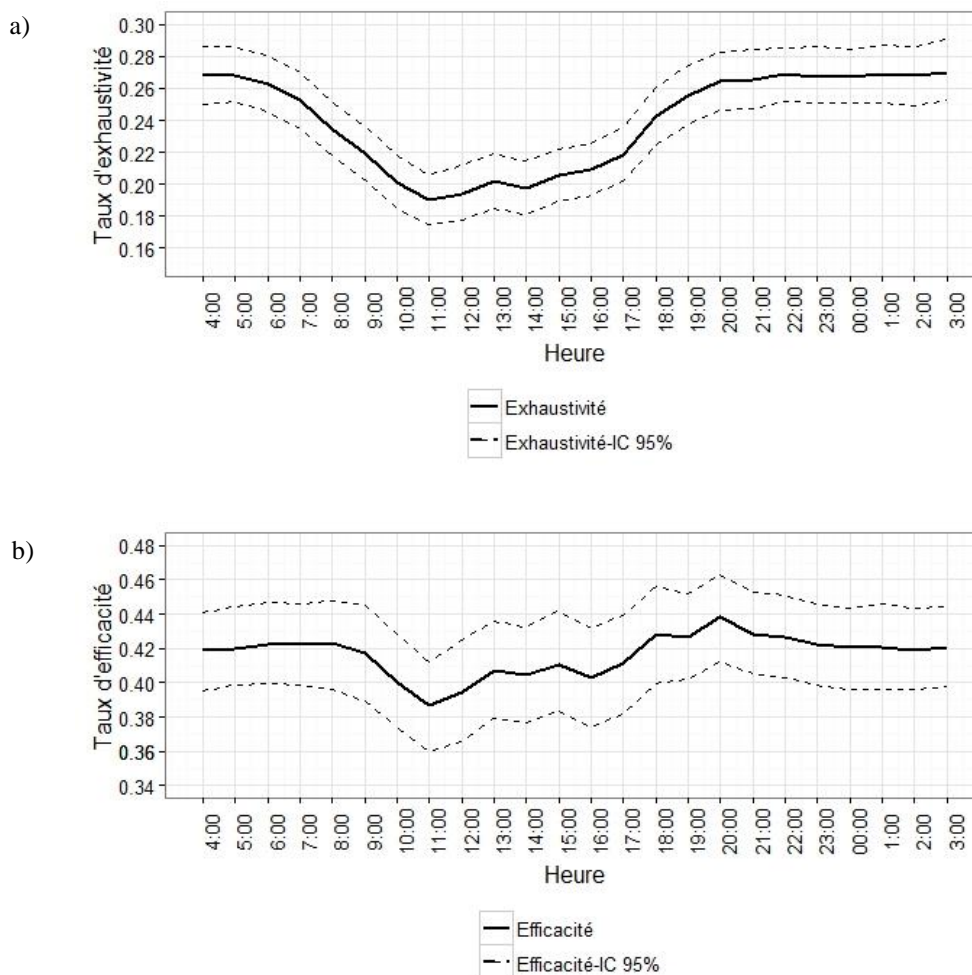 a)
Taux d'exhaustivité
0.30
0.28
0.26
0.24
0.22
0.20
0.18
0.16
4:00 5:00 6:00 7:00 8:00 9:00 10:00 11:00 12:00 13:00 14:00 15:00 16:00 17:00 18:00 19:00 20:00 21:00 22:00 23:00 00:00 1:00 2:00 3:00
Heure
Exhaustivité
Exhaustivité-IC 95%
b)
Taux d'efficacité
0.48
0.46
0.44
0.42
0.40
0.38
0.36
0.34
4:00 5:00 6:00 7:00 8:00 9:00 10:00 11:00 12:00 13:00 14:00 15:00 16:00 17:00 18:00 19:00 20:00 21:00 22:00 23:00 00:00 1:00 2:00 3:00
Heure
Efficacité
Efficacité-IC 95%